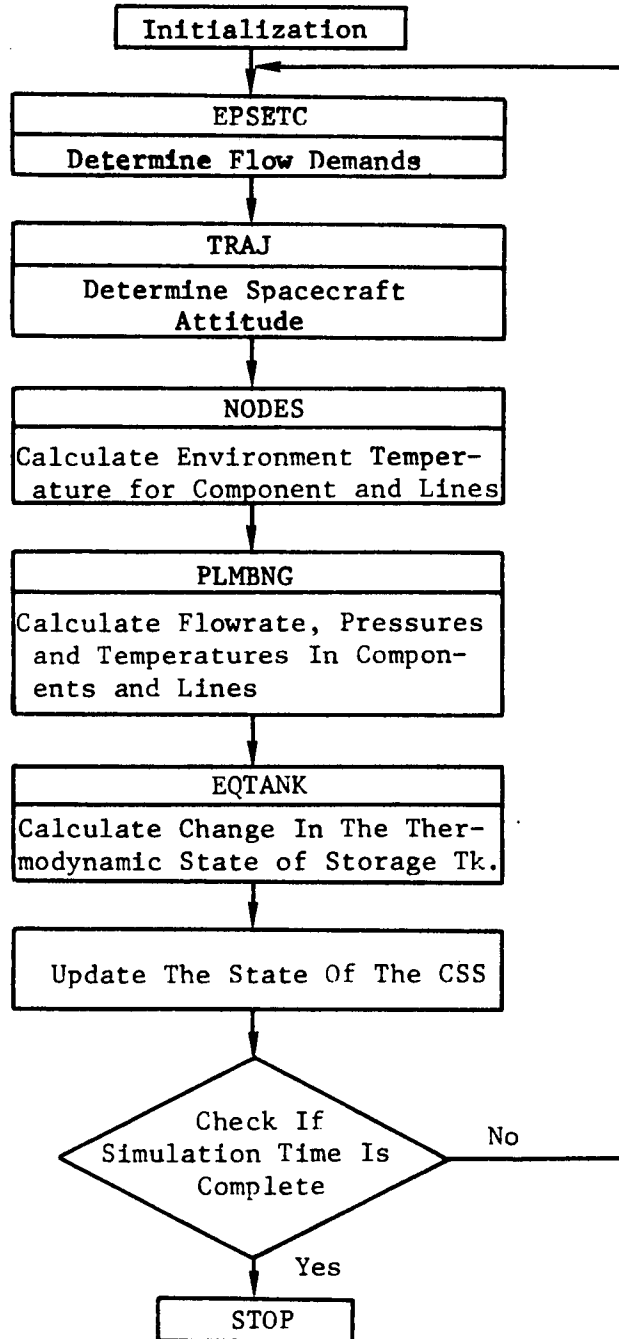 Initialization
EPSETC
Determine Flow Demands
TRAJ
Determine Spacecraft
Attitude
NODES
Calculate Environment Temper-
ature for Component and Lines
PLMBNG
Calculate Flowrate, Pressures
and Temperatures In Compon-
ents and Lines
EQTANK
Calculate Change In The Ther-
modynamic State of Storage Tk.
Update The State Of The CSS
Check If
Simulation Time Is
Complete
No
Yes
STOP